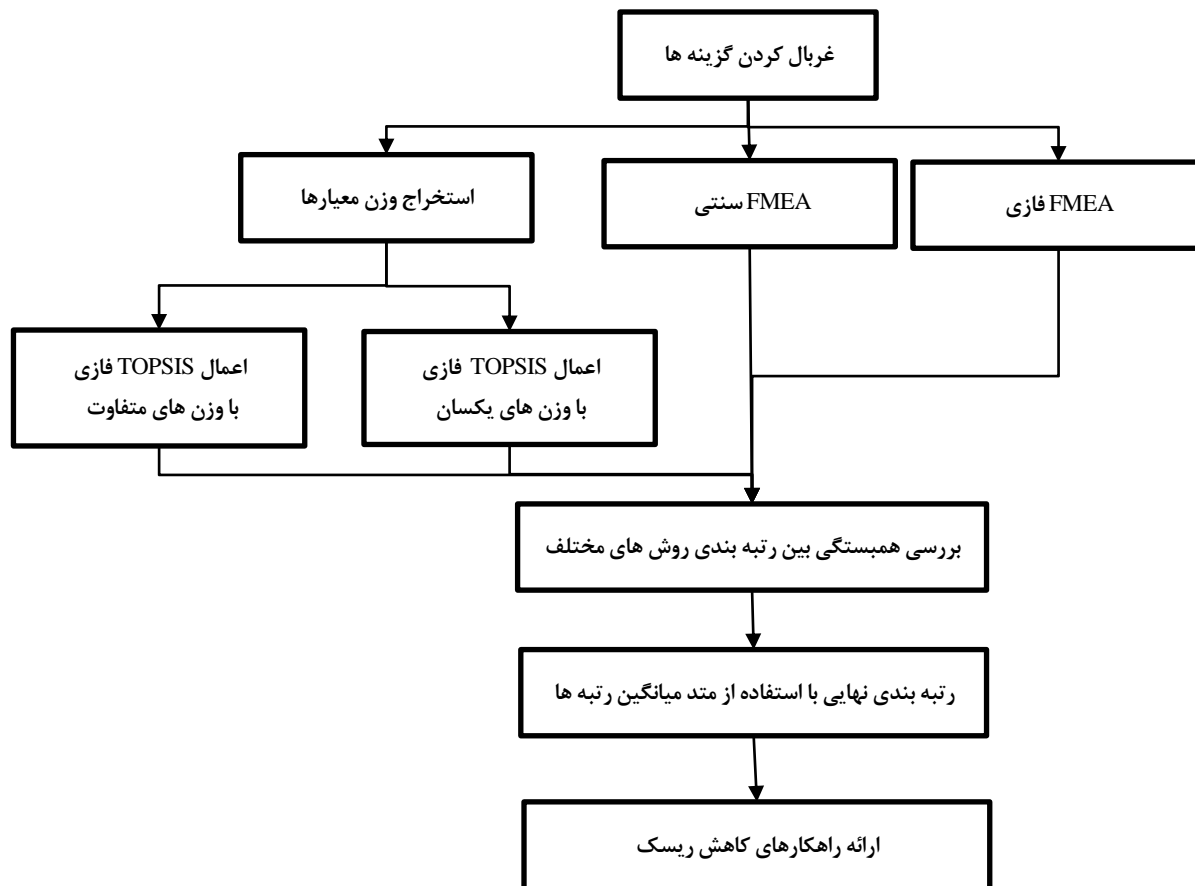 غربال کردن گزینه ها
استخراج وزن معیارها
FMEA سنتی
FMEA فازی
اعمال TOPSIS فازی
با وزن های متفاوت
اعمال TOPSIS فازی
با وزن های یکسان
بررسی همبستگی بین رتبه بندی روش های مختلف
رتبه بندی نهایی با استفاده از متد میانگین رتبه ها
ارائه راهکارهای کاهش ریسک